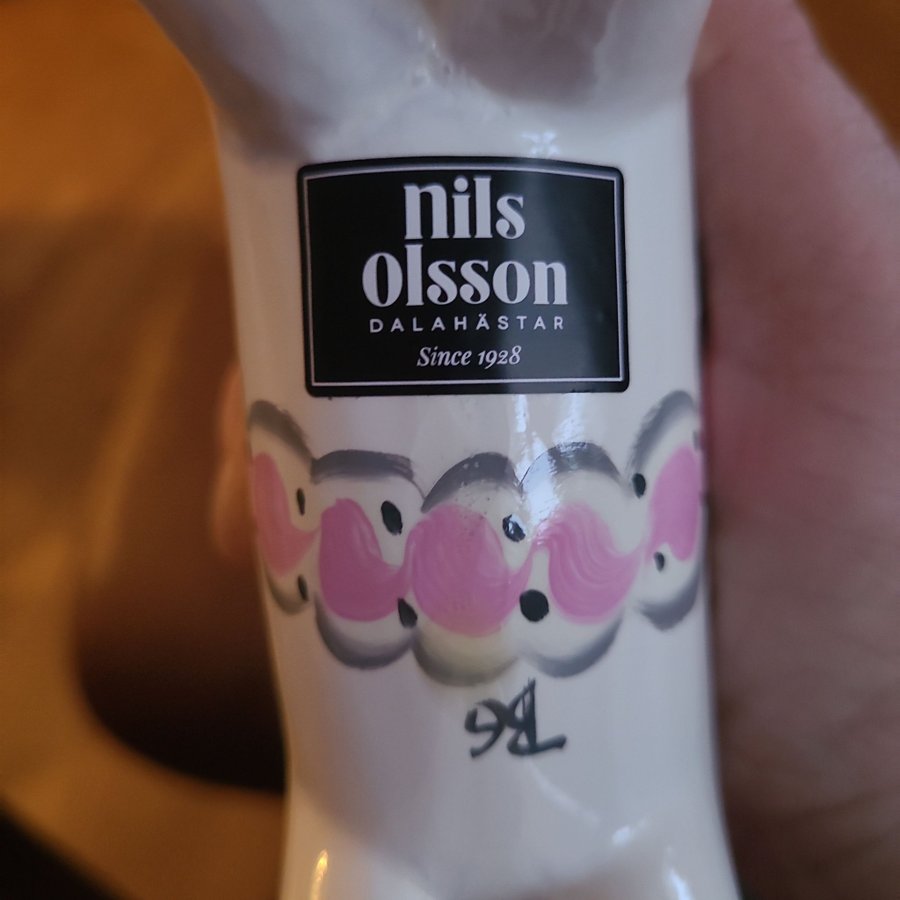 nils
olsson
DALAHÄSTAR
Since 1928